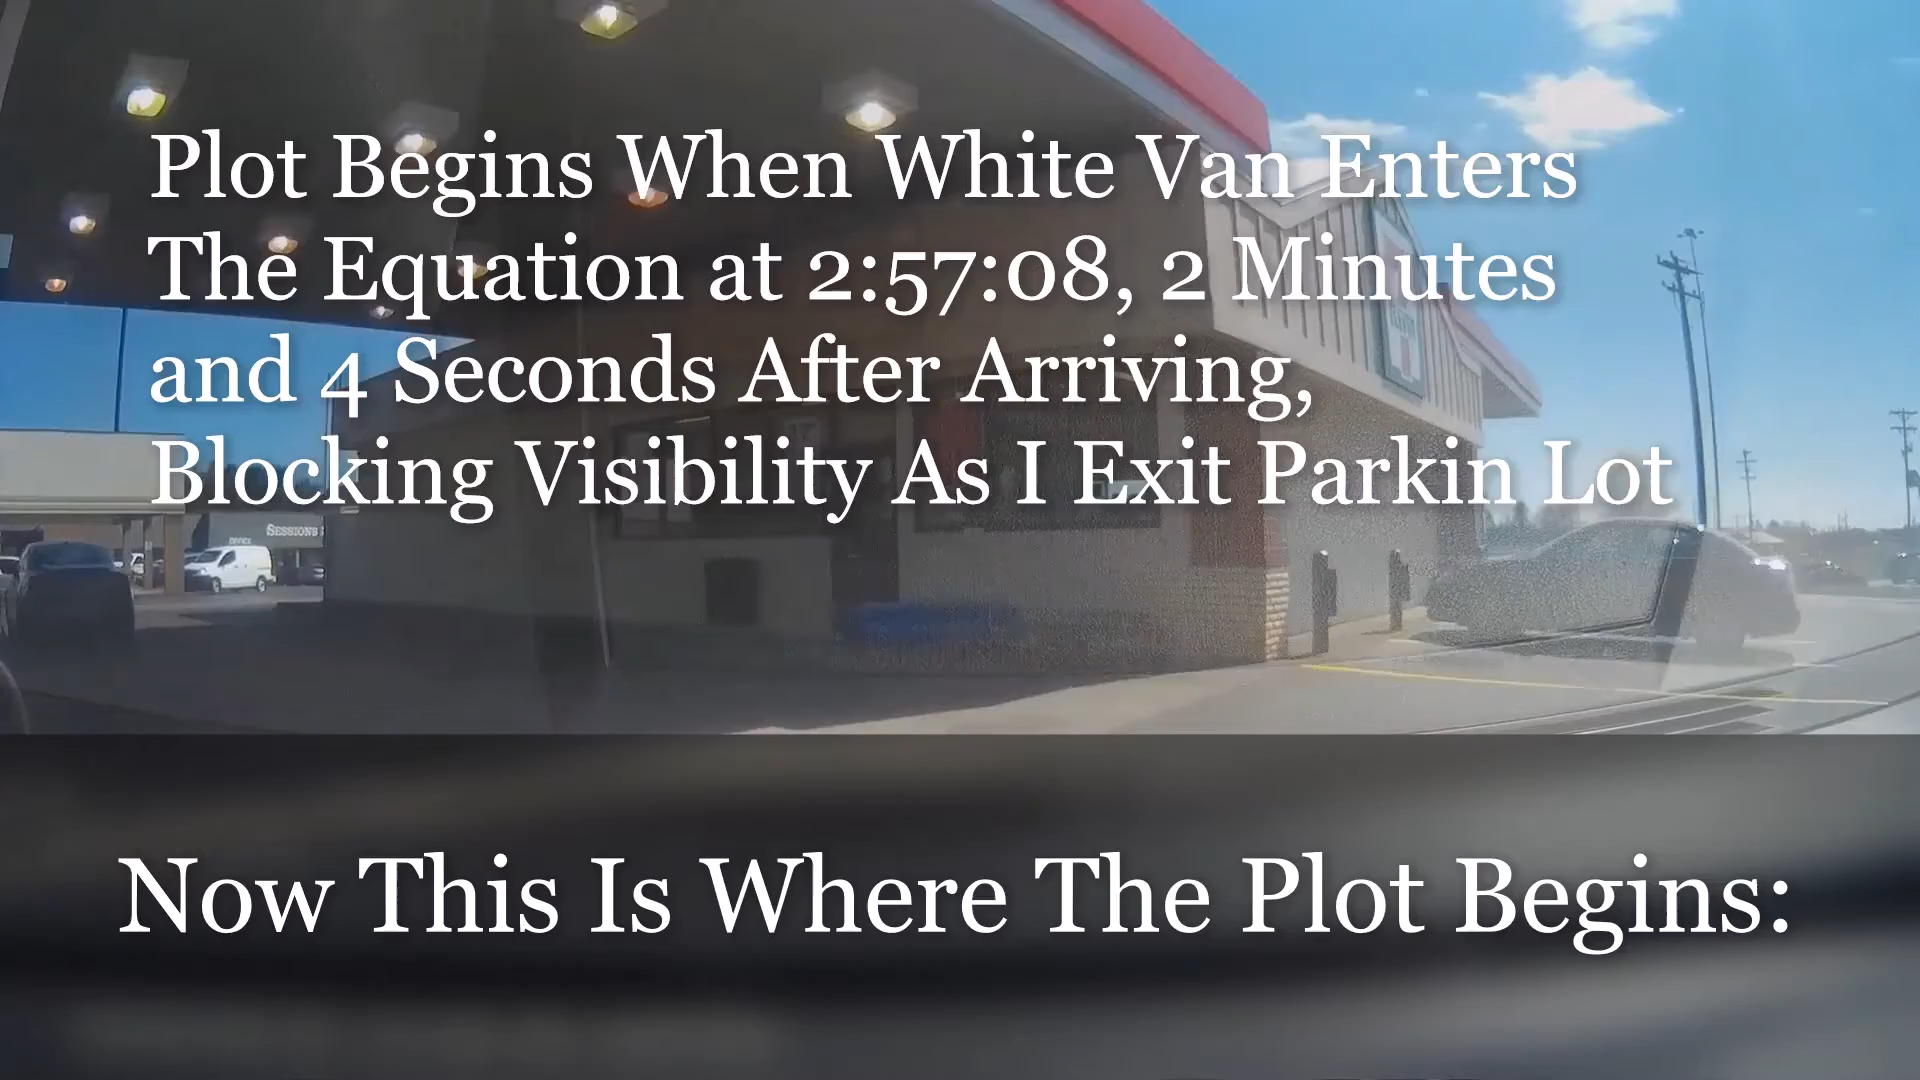 Plot Begins When White Van Enters
The Equation at 2:57:08, 2 Minutes
and 4 Seconds After Arriving,
Blocking Visibility As I Exit Parkin Lot
SESSIONS
Now This Is Where The Plot Begins: